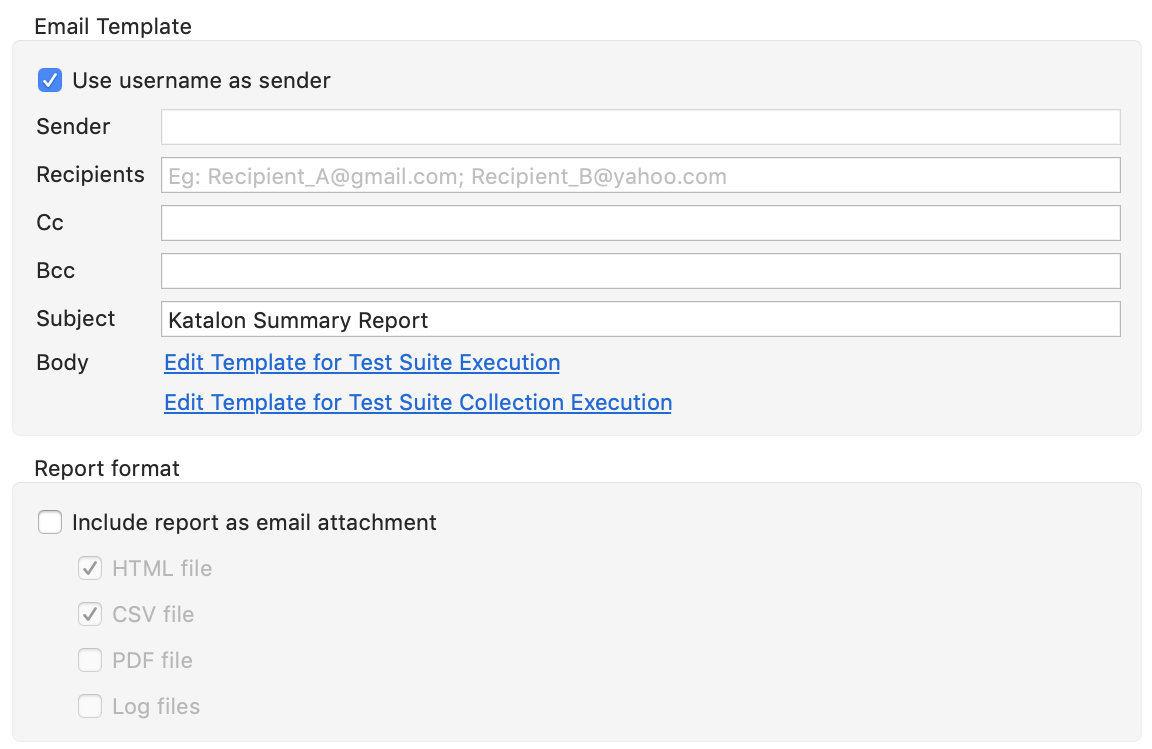 Email Template
Use username as sender
Sender
Recipients Eg: Recipient_A@gmail.com; Recipient_B@yahoo.com
Cc
Bcc
Subject Katalon Summary Report
Body Edit Template for Test Suite Execution
Edit Template for Test Suite Collection Execution
Report format
Include report as email attachment
HTML file
CSV file
PDF file
Log files